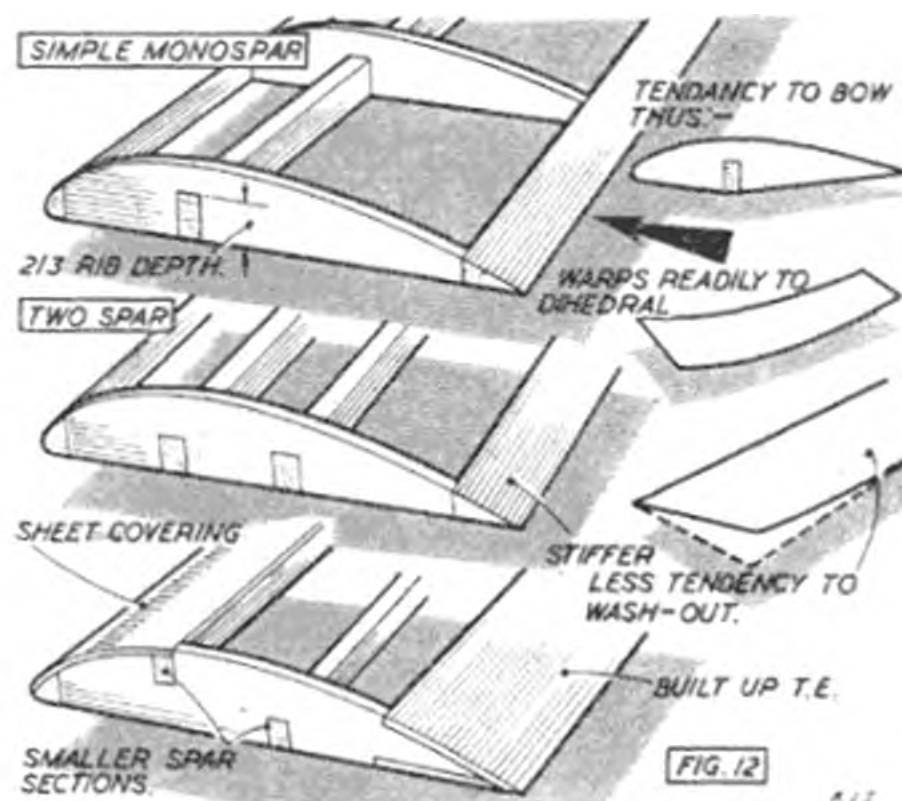 SIMPLE MONOSPAR
TENDANCY TO BOW
THUS:—
2/3 RIB DEPTH.
WARPS READILY TO
DIHEDRAL
TWO SPAR
SHEET COVERING
STIFFER
LESS TENDENCY TO
WASH-OUT.
BUILT UP T.E.
SMALLER SPAR
SECTIONS.
FIG. 12